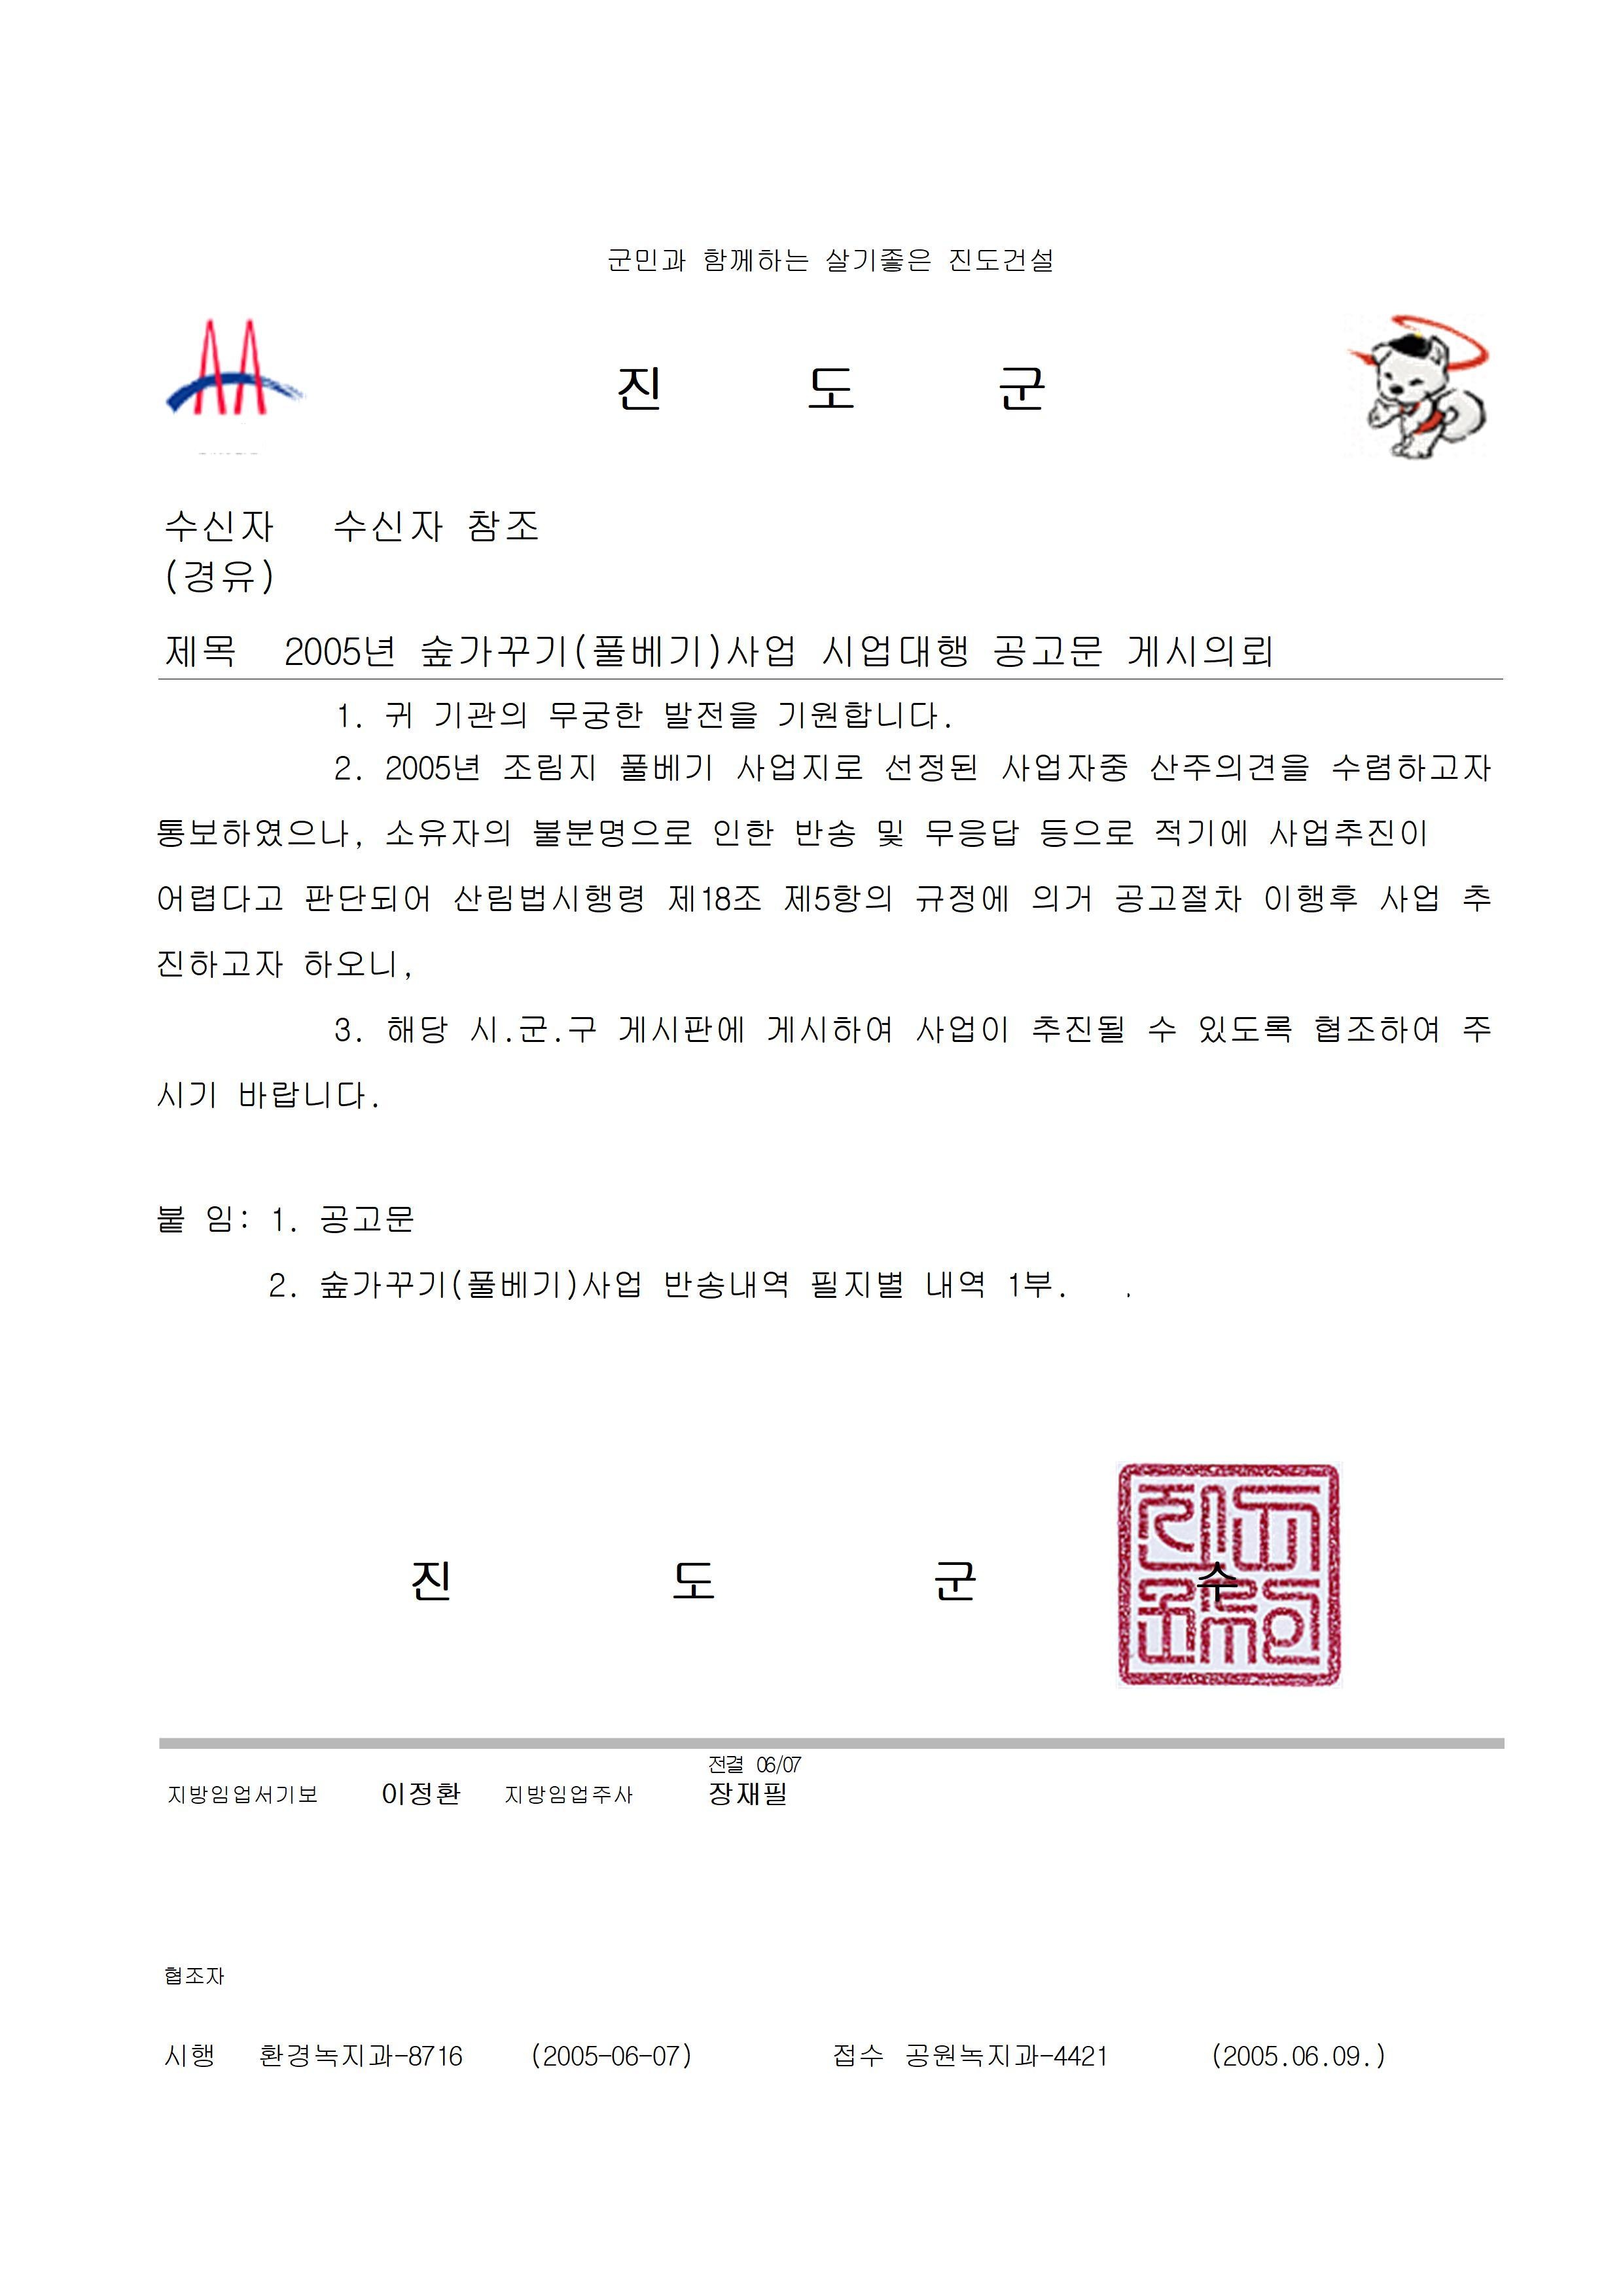 군민과 함께하는 살기좋은 진도건설
진 도 군
수신자 수신자 참조
(경유)
제목 2005년 숲가꾸기(풀베기)사업 시업대행 공고문 게시의뢰
1. 귀 기관의 무궁한 발전을 기원합니다.
2. 2005년 조림지 풀베기 사업지로 선정된 사업자중 산주의견을 수렴하고자
통보하였으나, 소유자의 불분명으로 인한 반송 및 무응답 등으로 적기에 사업추진이
어렵다고 판단되어 산림법시행령 제18조 제5항의 규정에 의거 공고절차 이행후 사업 추
진하고자 하오니,
3. 해당 시.군.구 게시판에 게시하여 사업이 추진될 수 있도록 협조하여 주
시기 바랍니다.
붙 임: 1. 공고문
2. 숲가꾸기(풀베기)사업 반송내역 필지별 내역 1부. .
진 도 군 수
전결 06/07
지방임업서기보 이정환 지방임업주사 장재필
협조자
시행 환경녹지과-8716 (2005-06-07) 접수 공원녹지과-4421 (2005.06.09.)